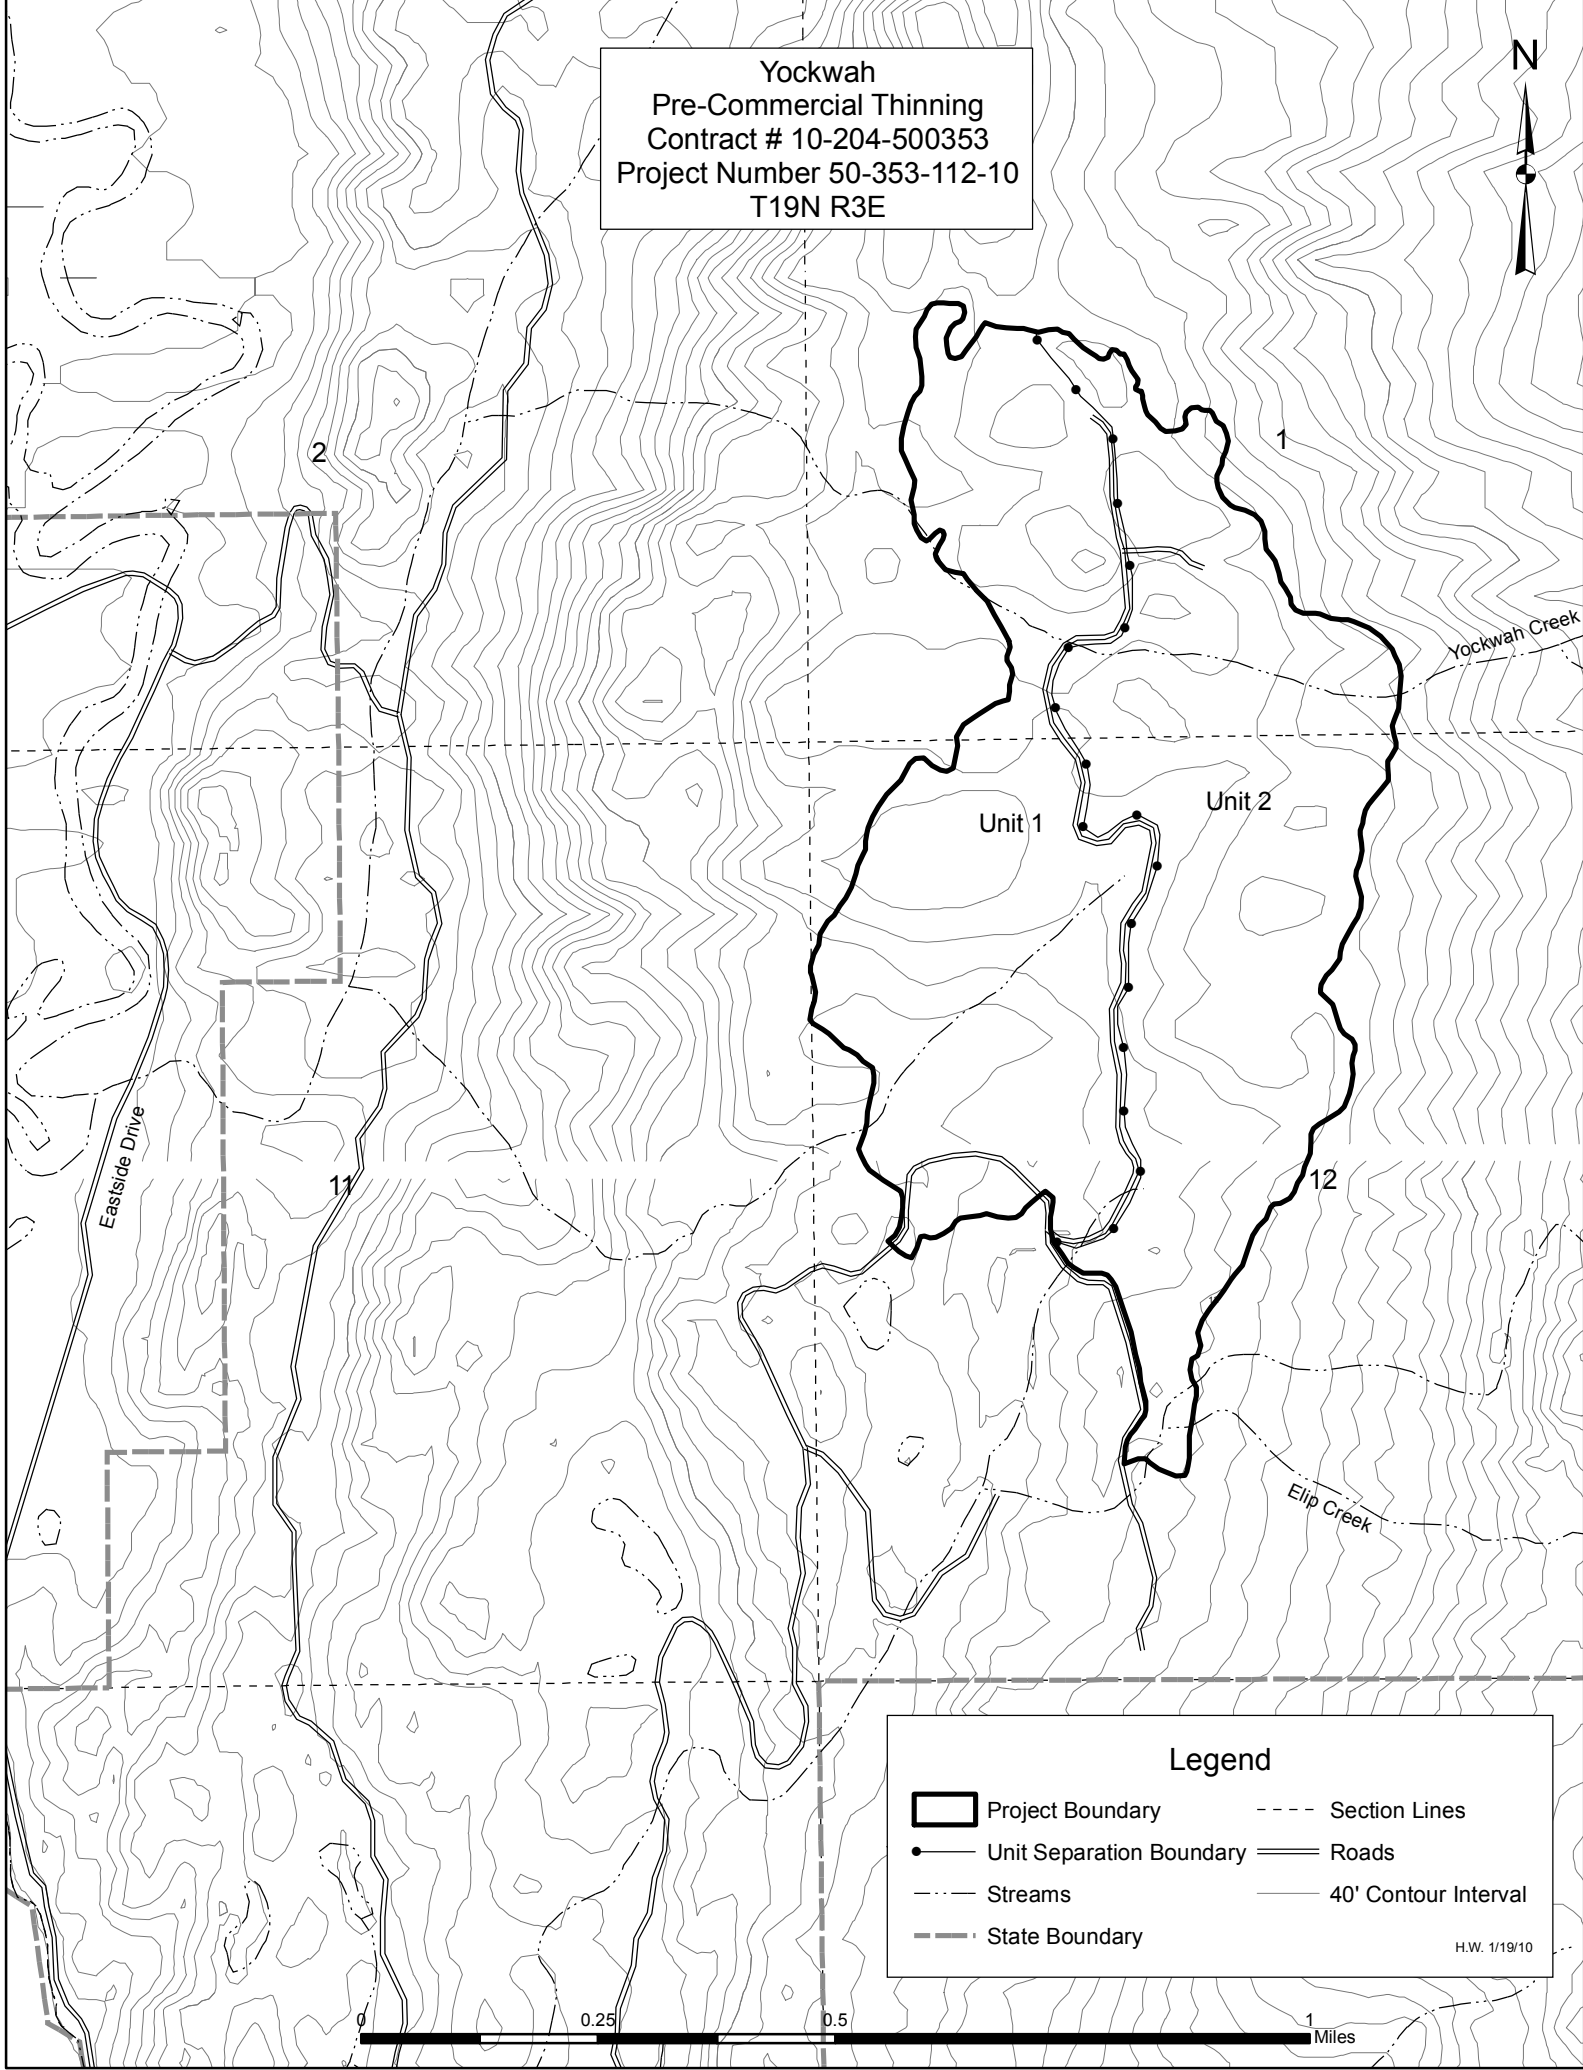 Yockwah
Pre-Commercial Thinning
Contract # 10-204-500353
Project Number 50-353-112-10
T19N R3E
N
2
1
Yockwah Creek
Unit 1
Unit 2
Eastside Drive
11
12
Elip Creek
Legend
Project Boundary
Section Lines
Unit Separation Boundary
Roads
Streams
40' Contour Interval
State Boundary
H.W. 1/19/10
0 0.25 0.5 1
Miles